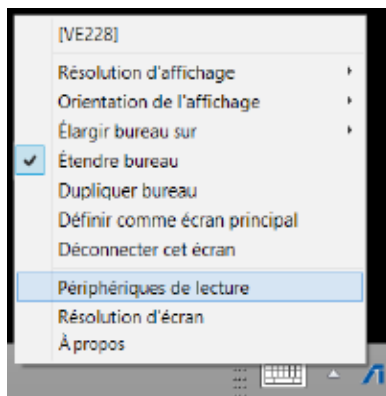 [VE228]
Résolution d'affichage
Orientation de l'affichage
Élargir bureau sur
Étendre bureau
Dupliquer bureau
Définir comme écran principal
Déconnecter cet écran
Périphériques de lecture
Résolution d'écran
À propos